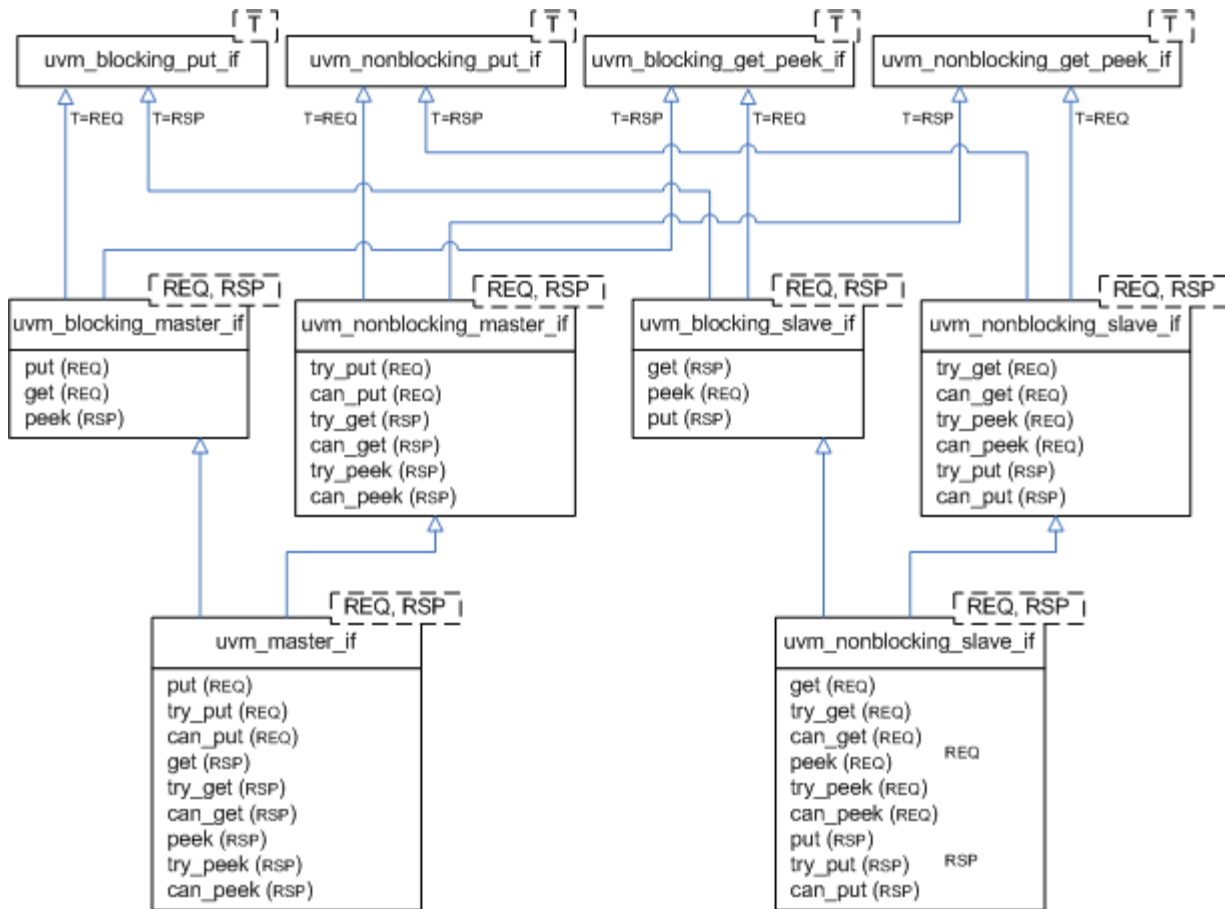 T
T
T
T
uvm_blocking_put_if
uvm_nonblocking_put_if
uvm_blocking_get_peek_if
uvm_nonblocking_get_peek_if
T=REQ
T=RSP
T=REQ
T=RSP
T=RSP
T=REQ
T=RSP
T=REQ
REQ, RSP
uvm_blocking_master_if
put (REQ)
get (REQ)
peek (RSP)
REQ, RSP
uvm_nonblocking_master_if
try_put (REQ)
can_put (REQ)
try_get (RSP)
can_get (RSP)
try_peek (RSP)
can_peek (RSP)
REQ, RSP
uvm_blocking_slave_if
get (RSP)
peek (REQ)
put (RSP)
REQ, RSP
uvm_nonblocking_slave_if
try_get (REQ)
can_get (REQ)
try_peek (REQ)
can_peek (REQ)
try_put (RSP)
can_put (RSP)
REQ, RSP
uvm_master_if
put (REQ)
try_put (REQ)
can_put (REQ)
get (RSP)
try_get (RSP)
can_get (RSP)
peek (RSP)
try_peek (RSP)
can_peek (RSP)
REQ, RSP
uvm_nonblocking_slave_if
get (REQ)
try_get (REQ)
can_get (REQ)
peek (REQ)
REQ
try_peek (REQ)
can_peek (REQ)
put (RSP)
try_put (RSP)
RSP
can_put (RSP)